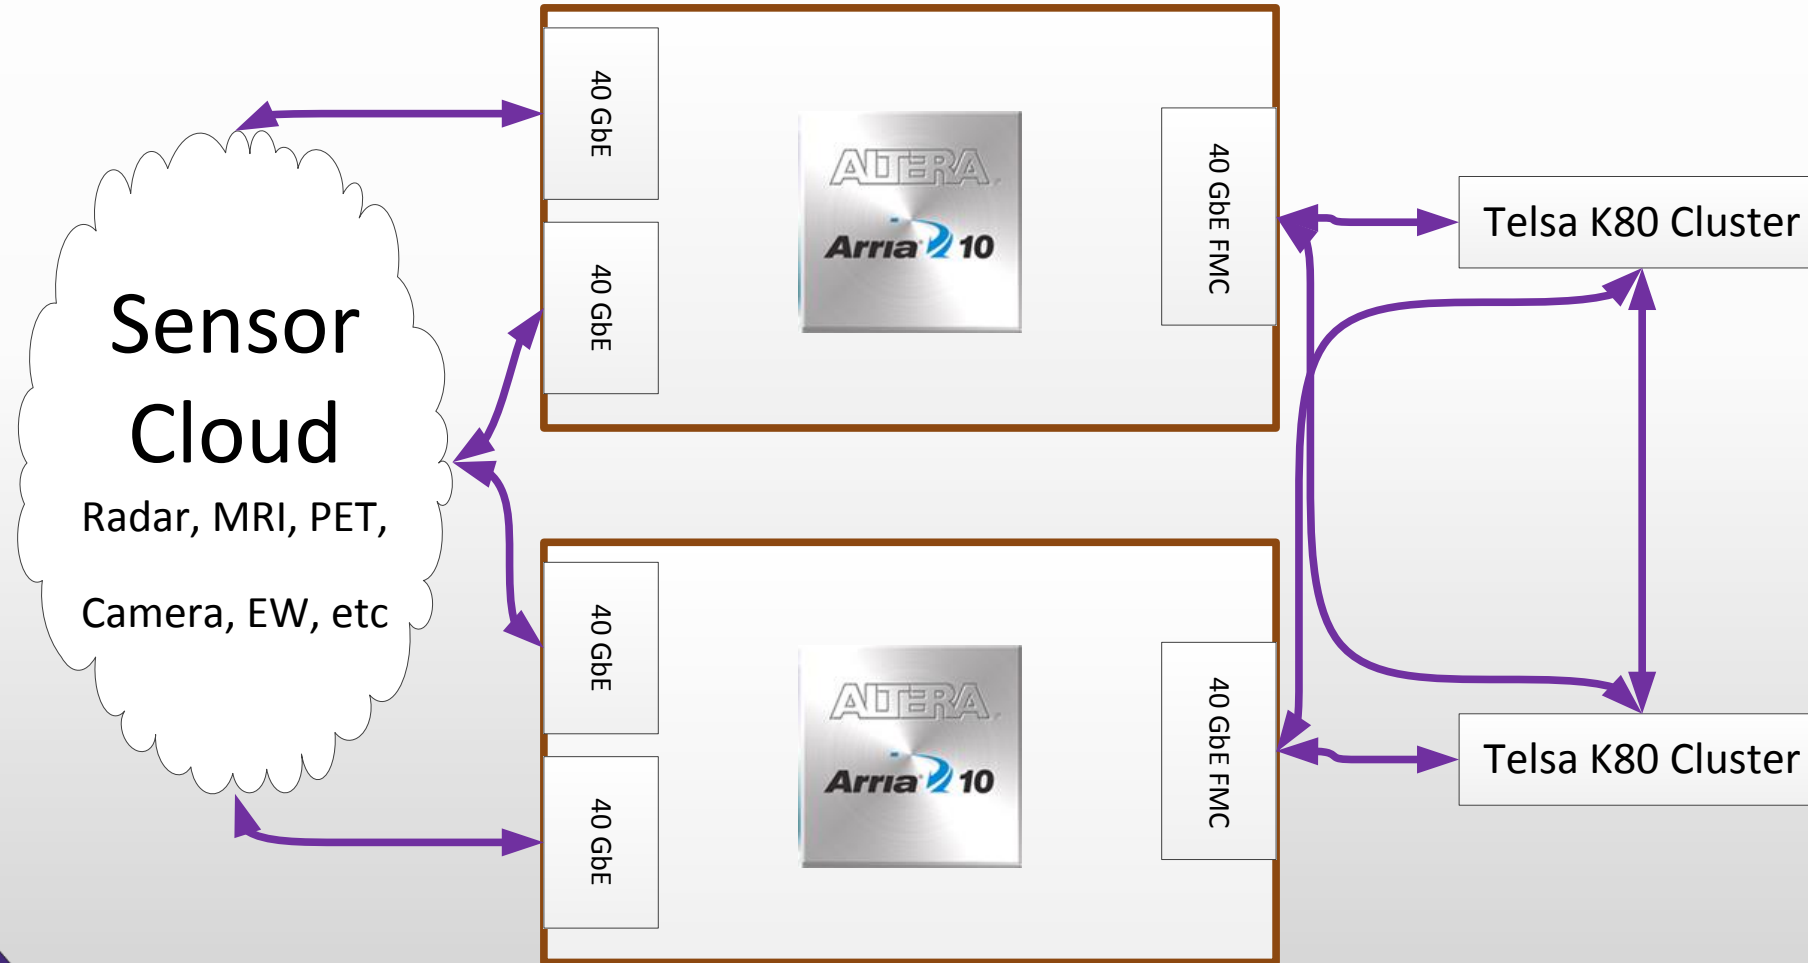 Sensor
Cloud
Radar, MRI, PET,
Camera, EW, etc
40 GbE
40 GbE
ALTERA
Arria 10
40 GbE FMC
Telsa K80 Cluster
40 GbE
40 GbE
ALTERA
Arria 10
40 GbE FMC
Telsa K80 Cluster